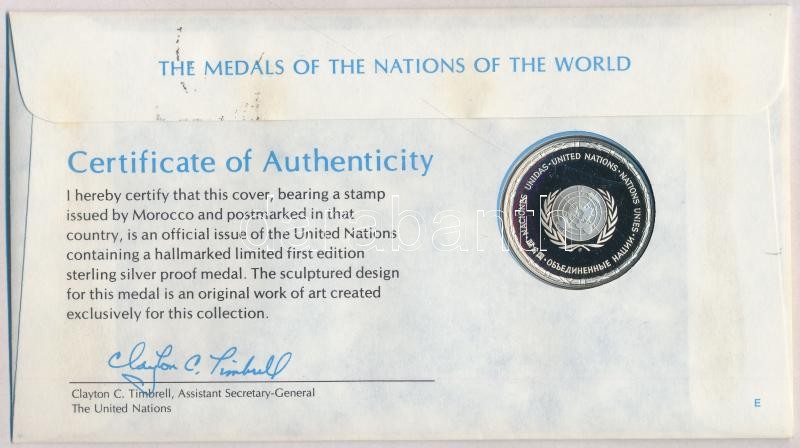 THE MEDALS OF THE NATIONS OF THE WORLD
Certificate of Authenticity
I hereby certify that this cover, bearing a stamp
issued by Morocco and postmarked in that
country, is an official issue of the United Nations
containing a hallmarked limited first edition
sterling silver proof medal. The sculptured design
for this medal is an original work of art created
exclusively for this collection.
Clayton C. Timbrell
Clayton C. Timbrell, Assistant Secretary-General
The United Nations
NACIONES UNIDAS · UNITED NATIONS · NATIONS UNIES · ОБЪЕДИНЕННЫЕ НАЦИИ ·
E
darabanth.com